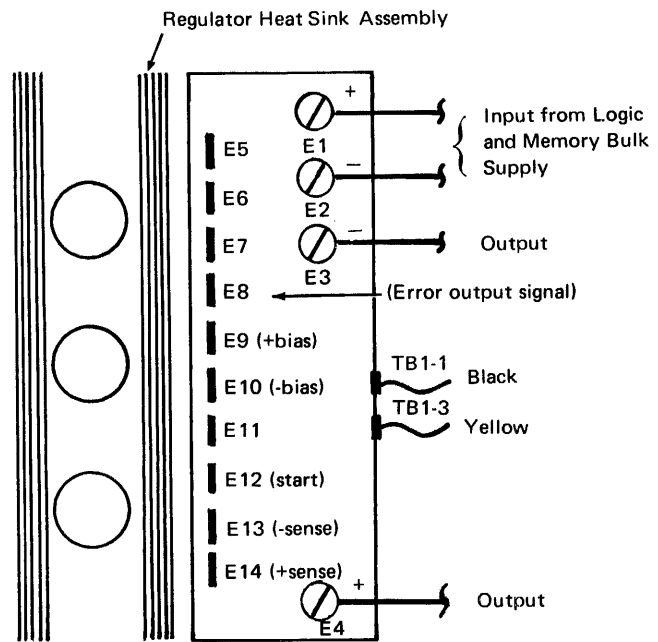 Regulator Heat Sink Assembly
+
E1
Input from Logic
and Memory Bulk
Supply
E5
−
E2
E6
−
E3
Output
E7
E8
(Error output signal)
E9 (+bias)
TB1-1
Black
E10 (-bias)
TB1-3
Yellow
E11
E12 (start)
E13 (-sense)
E14 (+sense)
+
E4
Output